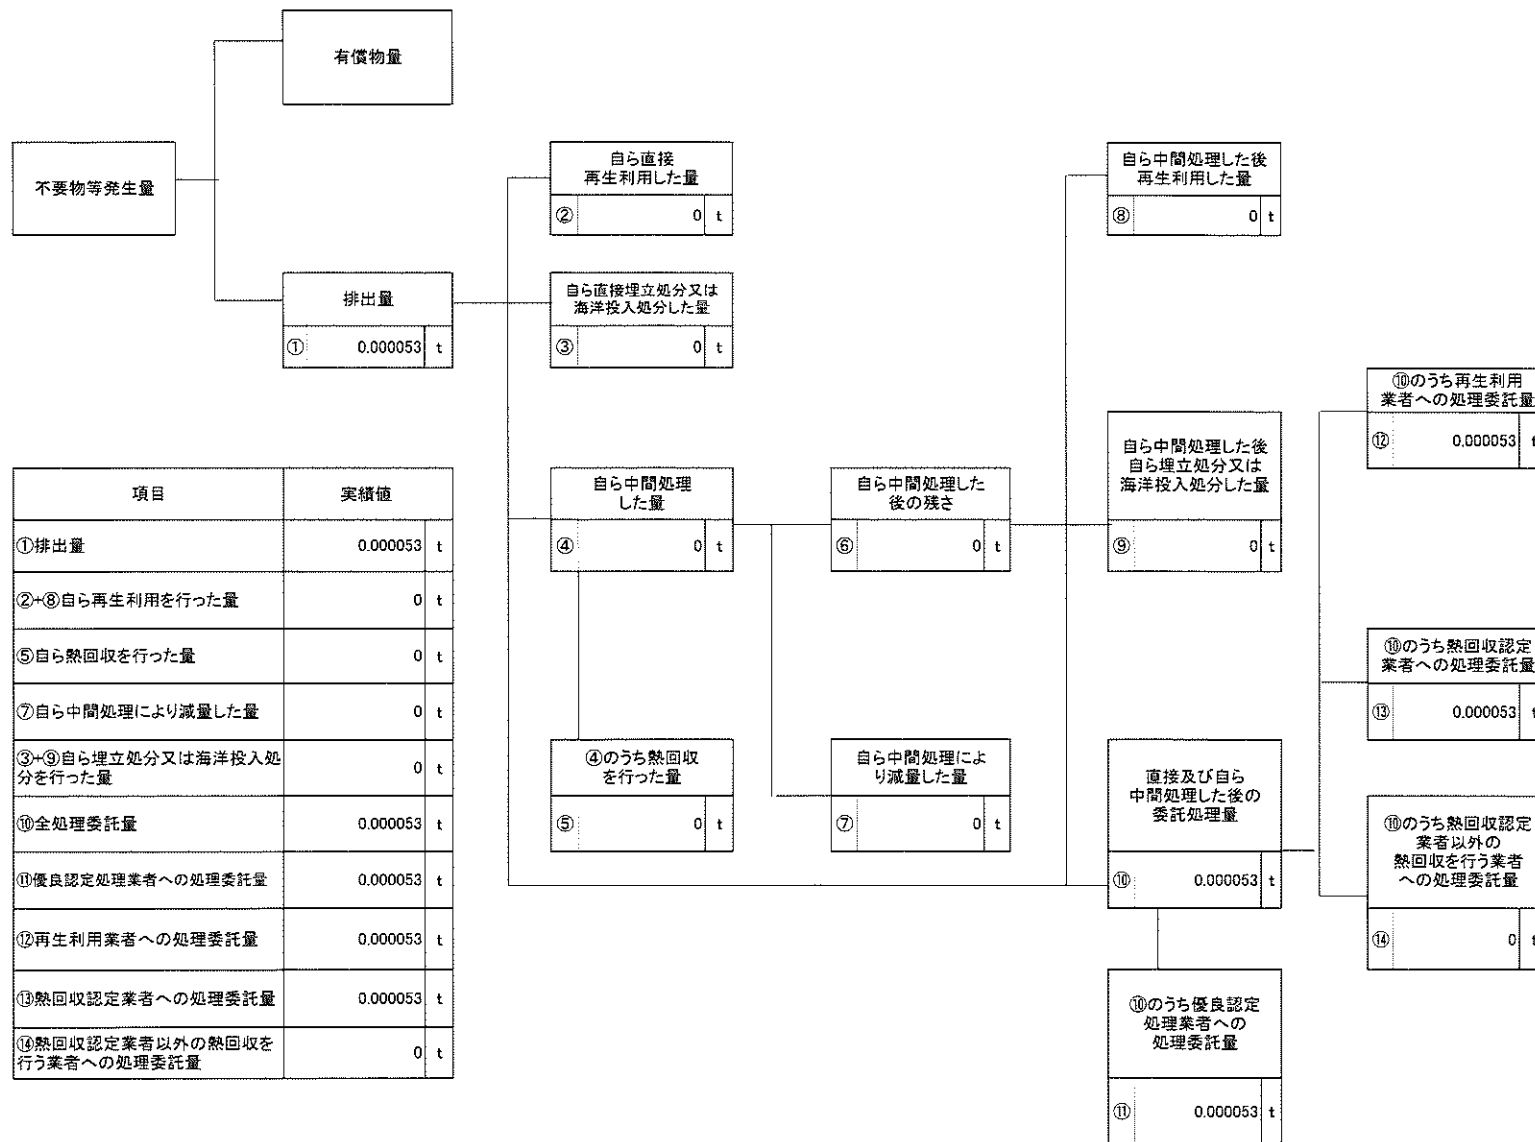 有償物量
不要物等発生量
排出量
① 0.000053 t
自ら直接
再生利用した量
② 0 t
自ら直接埋立処分又は
海洋投入処分した量
③ 0 t
自ら中間処理
した量
④ 0 t
④のうち熱回収
を行った量
⑤ 0 t
自ら中間処理した
後の残さ
⑥ 0 t
自ら中間処理によ
り減量した量
⑦ 0 t
自ら中間処理した後
再生利用した量
⑧ 0 t
自ら中間処理した後
自ら埋立処分又は
海洋投入処分した量
⑨ 0 t
直接及び自ら
中間処理した後の
委託処理量
⑩ 0.000053 t
⑩のうち優良認定
処理業者への
処理委託量
⑪ 0.000053 t
⑩のうち再生利用
業者への処理委託量
⑫ 0.000053 t
⑩のうち熱回収認定
業者への処理委託量
⑬ 0.000053 t
⑩のうち熱回収認定
業者以外の
熱回収を行う業者
への処理委託量
⑭ 0 t
項目 実績値
①排出量 0.000053 t
②+⑧自ら再生利用を行った量 0 t
⑤自ら熱回収を行った量 0 t
⑦自ら中間処理により減量した量 0 t
③+⑨自ら埋立処分又は海洋投入処
分を行った量 0 t
⑩全処理委託量 0.000053 t
⑪優良認定処理業者への処理委託量 0.000053 t
⑫再生利用業者への処理委託量 0.000053 t
⑬熱回収認定業者への処理委託量 0.000053 t
⑭熱回収認定業者以外の熱回収を
行う業者への処理委託量 0 t